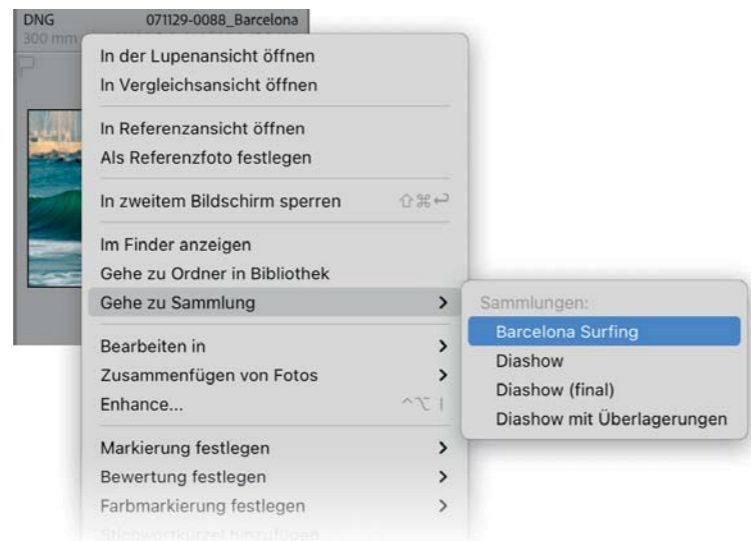 DNG 071129-0088_Barcelona
300 mm
In der Lupenansicht öffnen
In Vergleichsansicht öffnen
In Referenzansicht öffnen
Als Referenzfoto festlegen
In zweitem Bildschirm sperren ⇧⌘↩
Im Finder anzeigen
Gehe zu Ordner in Bibliothek
Gehe zu Sammlung
Sammlungen:
Barcelona Surfing
Diashow
Diashow (final)
Diashow mit Überlagerungen
Bearbeiten in
Zusammenfügen von Fotos
Enhance... ^⌥ I
Markierung festlegen
Bewertung festlegen
Farbmarkierung festlegen
Stichwortkürzel hinzufügen